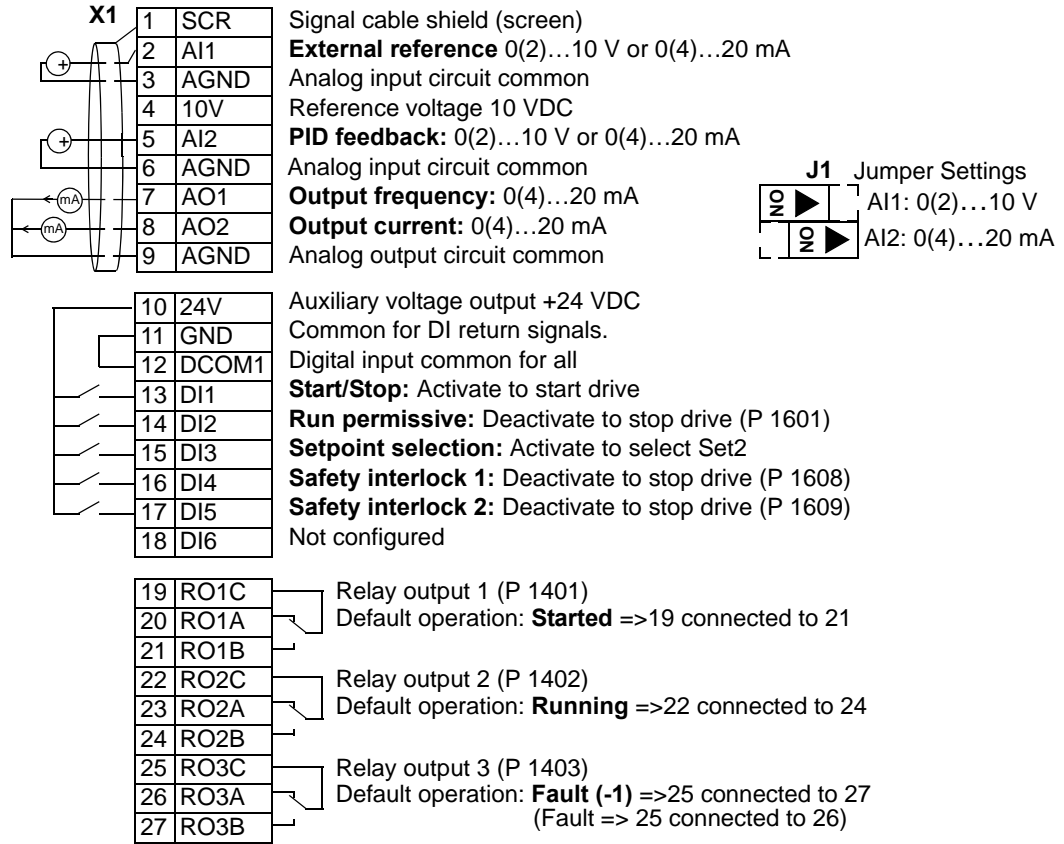 X1
1 SCR Signal cable shield (screen)
2 AI1 External reference 0(2)…10 V or 0(4)…20 mA
3 AGND Analog input circuit common
4 10V Reference voltage 10 VDC
5 AI2 PID feedback: 0(2)…10 V or 0(4)…20 mA
6 AGND Analog input circuit common
7 AO1 Output frequency: 0(4)…20 mA
8 AO2 Output current: 0(4)…20 mA
9 AGND Analog output circuit common
+
+
mA
mA
J1 Jumper Settings
ON AI1: 0(2)…10 V
ON AI2: 0(4)…20 mA
10 24V Auxiliary voltage output +24 VDC
11 GND Common for DI return signals.
12 DCOM1 Digital input common for all
13 DI1 Start/Stop: Activate to start drive
14 DI2 Run permissive: Deactivate to stop drive (P 1601)
15 DI3 Setpoint selection: Activate to select Set2
16 DI4 Safety interlock 1: Deactivate to stop drive (P 1608)
17 DI5 Safety interlock 2: Deactivate to stop drive (P 1609)
18 DI6 Not configured
19 RO1C Relay output 1 (P 1401)
20 RO1A Default operation: Started =>19 connected to 21
21 RO1B
22 RO2C Relay output 2 (P 1402)
23 RO2A Default operation: Running =>22 connected to 24
24 RO2B
25 RO3C Relay output 3 (P 1403)
26 RO3A Default operation: Fault (-1) =>25 connected to 27
27 RO3B (Fault => 25 connected to 26)